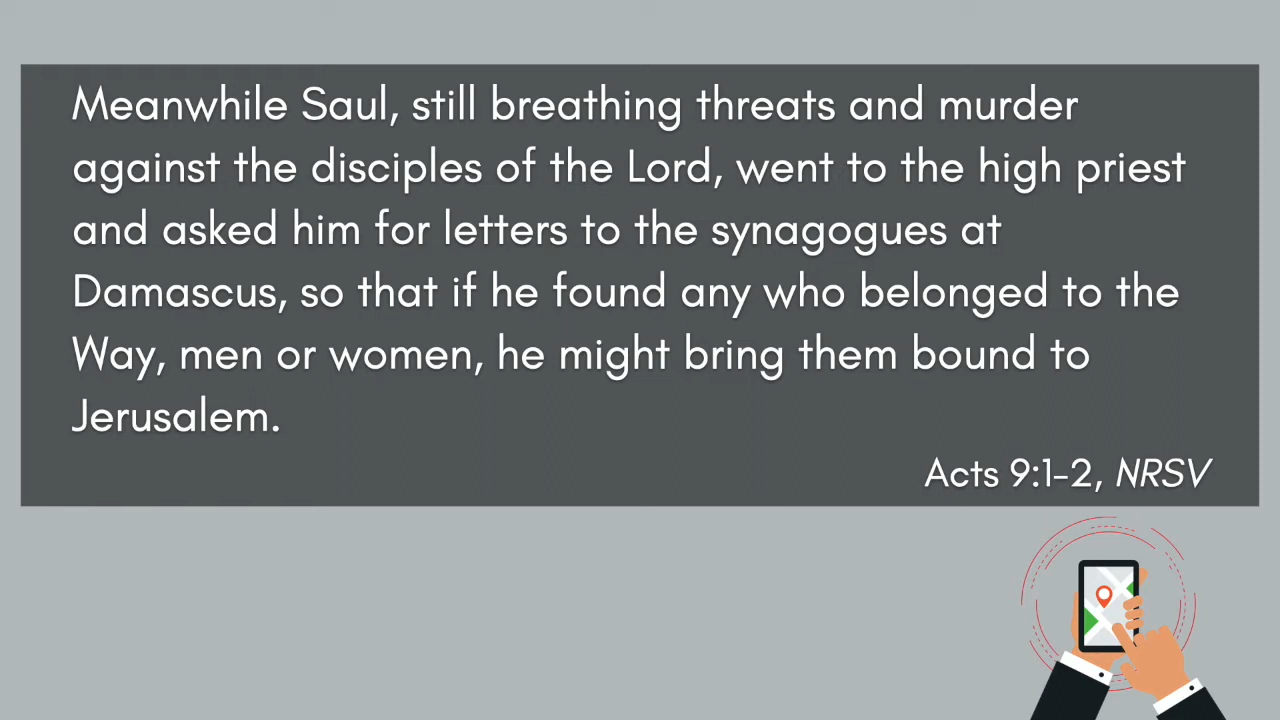 Meanwhile Saul, still breathing threats and murder
against the disciples of the Lord, went to the high priest
and asked him for letters to the synagogues at
Damascus, so that if he found any who belonged to the
Way, men or women, he might bring them bound to
Jerusalem.
Acts 9:1-2, NRSV